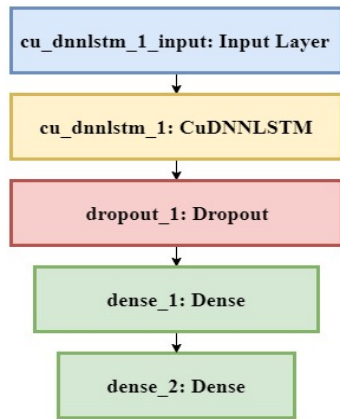 cu_dnnlstm_1_input: Input Layer
cu_dnnlstm_1: CuDNNLSTM
dropout_1: Dropout
dense_1: Dense
dense_2: Dense